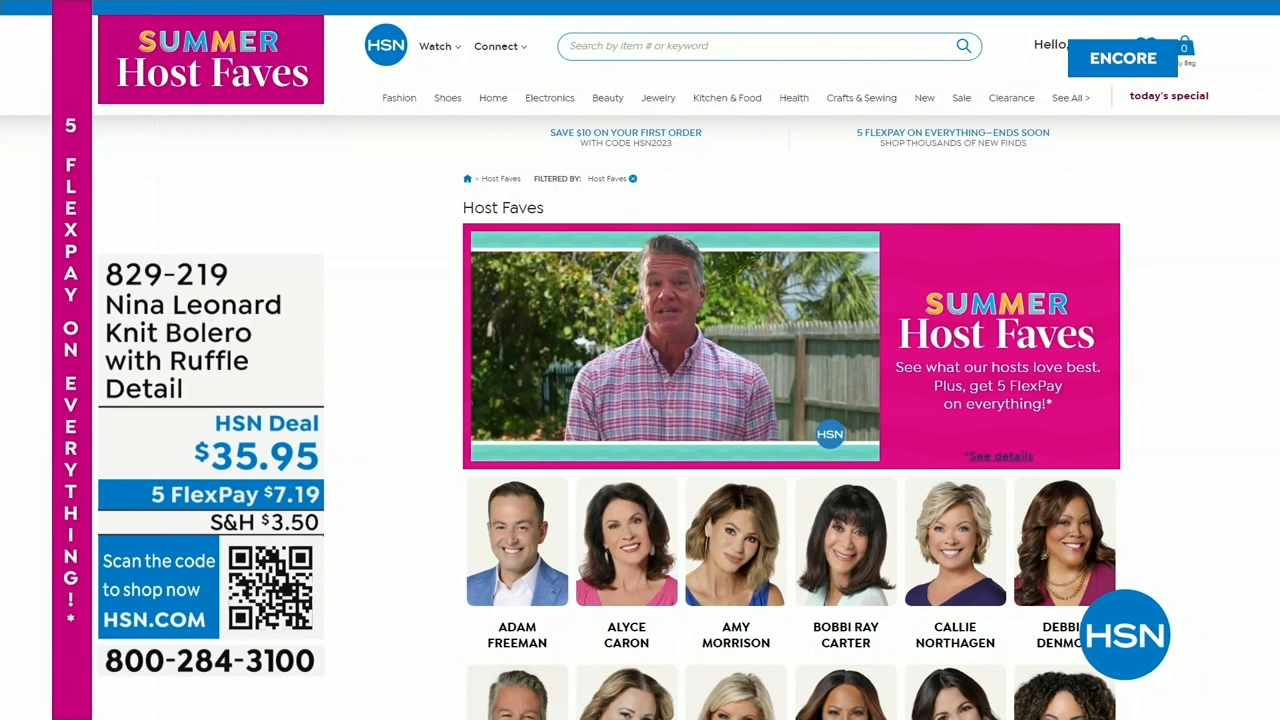 SUMMER
Host Faves
5 FLEXPAY ON EVERYTHING!*
829-219
Nina Leonard
Knit Bolero
with Ruffle
Detail
HSN Deal
$35.95
5 FlexPay $7.19
S&H $3.50
Scan the code
to shop now
HSN.COM
800-284-3100
HSN
Watch
Connect
Search by item # or keyword
Hello,
ENCORE
0
Bag
Fashion
Shoes
Home
Electronics
Beauty
Jewelry
Kitchen & Food
Health
Crafts & Sewing
New
Sale
Clearance
See All >
today's special
SAVE $10 ON YOUR FIRST ORDER
WITH CODE HSN2023
5 FLEXPAY ON EVERYTHING—ENDS SOON
SHOP THOUSANDS OF NEW FINDS
> Host Faves
FILTERED BY: Host Faves
Host Faves
HSN
SUMMER
Host Faves
See what our hosts love best.
Plus, get 5 FlexPay
on everything!*
*See details
ADAM
FREEMAN
ALYCE
CARON
AMY
MORRISON
BOBBI RAY
CARTER
CALLIE
NORTHAGEN
DEBBI
DENMO
HSN